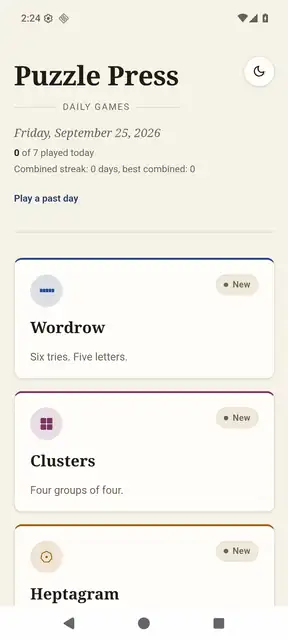 2:24
Puzzle Press
DAILY GAMES
Friday, September 25, 2026
0 of 7 played today
Combined streak: 0 days, best combined: 0
Play a past day
New
Wordrow
Six tries. Five letters.
New
Clusters
Four groups of four.
New
Heptagram